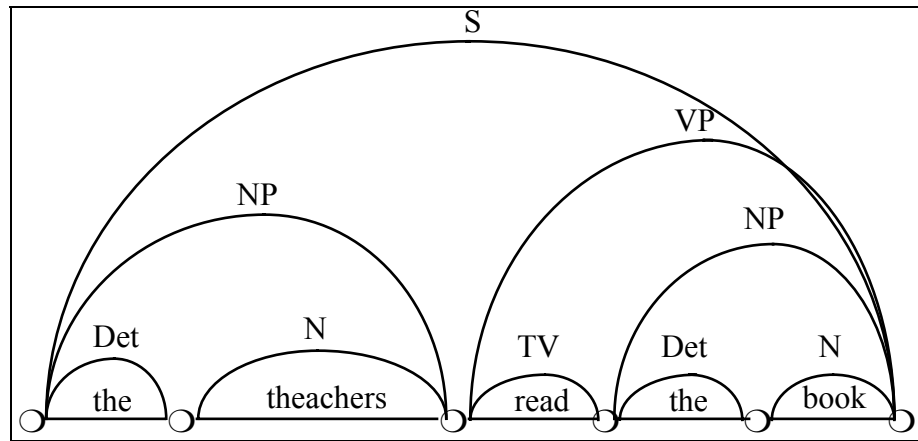 S
VP
NP
NP
Det
N
TV
Det
N
the
theachers
read
the
book